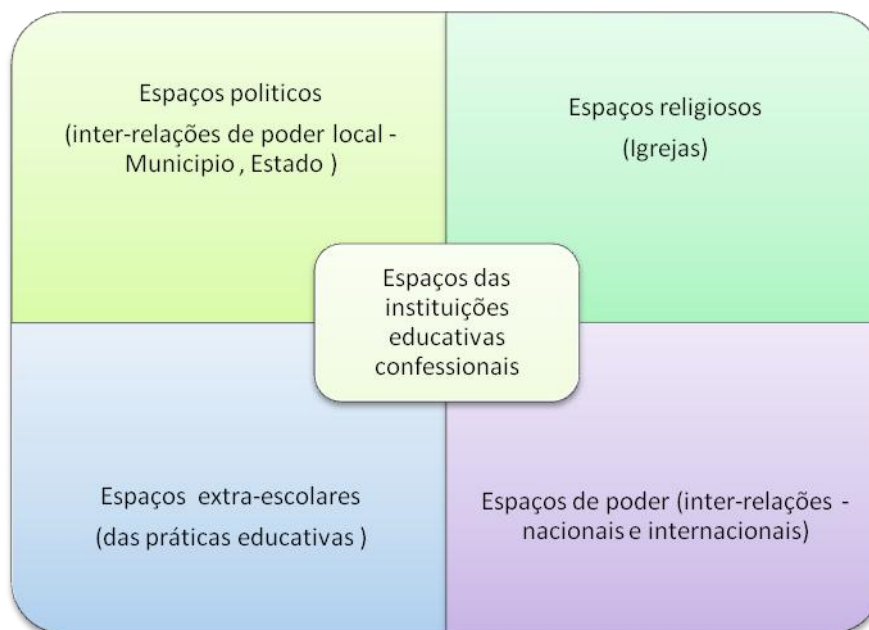 Espaços politicos
(inter-relações de poder local -
Municipio , Estado )
Espaços religiosos
(Igrejas)
Espaços das
instituições
educativas
confessionais
Espaços extra-escolares
(das práticas educativas )
Espaços de poder (inter-relações -
nacionais e internacionais)